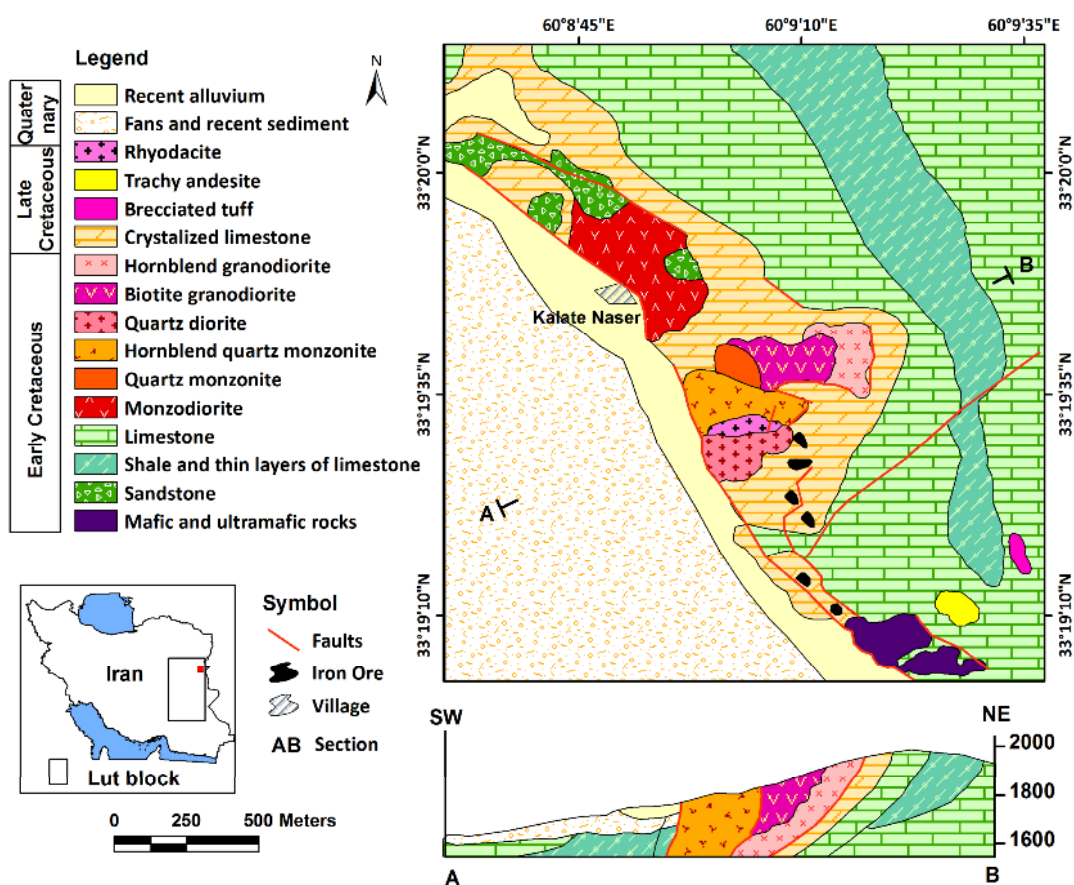 60°8'45"E 60°9'10"E 60°9'35"E
Legend
Quater
nary
Late
Cretaceous
Early Cretaceous
Recent alluvium
Fans and recent sediment
Rhyodacite
Trachy andesite
Brecciated tuff
Crystalized limestone
Hornblend granodiorite
Biotite granodiorite
Quartz diorite
Hornblend quartz monzonite
Quartz monzonite
Monzodiorite
Limestone
Shale and thin layers of limestone
Sandstone
Mafic and ultramafic rocks
N
33°20'0"N
33°19'35"N
33°19'10"N
33°20'0"N
33°19'35"N
33°19'10"N
B
Kalate Naser
A
Iran
Lut block
Symbol
Faults
Iron Ore
Village
AB Section
0 250 500 Meters
SW NE
2000
1800
1600
A B